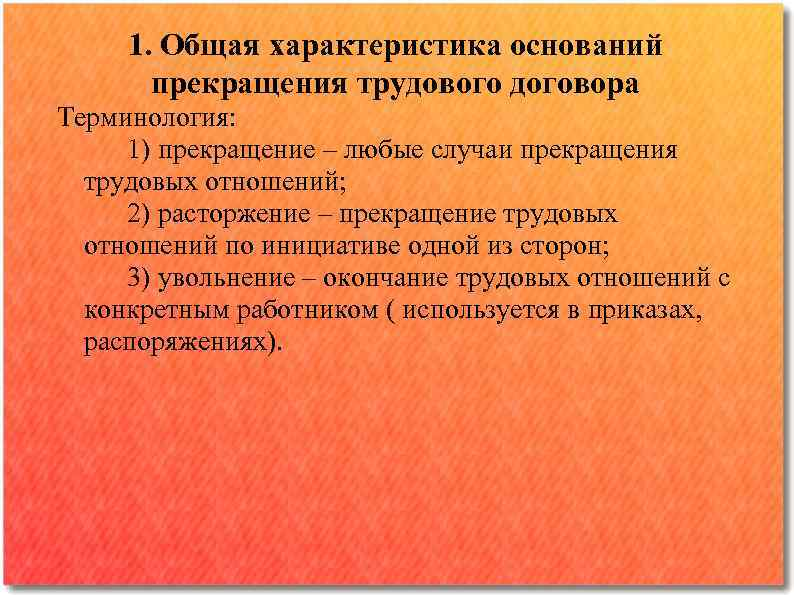 1. Общая характеристика оснований
прекращения трудового договора
Терминология:
1) прекращение – любые случаи прекращения
трудовых отношений;
2) расторжение – прекращение трудовых
отношений по инициативе одной из сторон;
3) увольнение – окончание трудовых отношений с
конкретным работником ( используется в приказах,
распоряжениях).